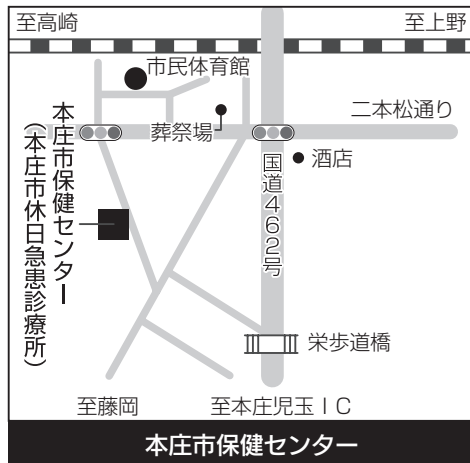 至高崎
至上野
市民体育館
二本松通り
葬祭場
酒店
国道462号
本庄市保健センター
（本庄市休日急患診療所）
栄歩道橋
至藤岡
至本庄児玉IC
本庄市保健センター